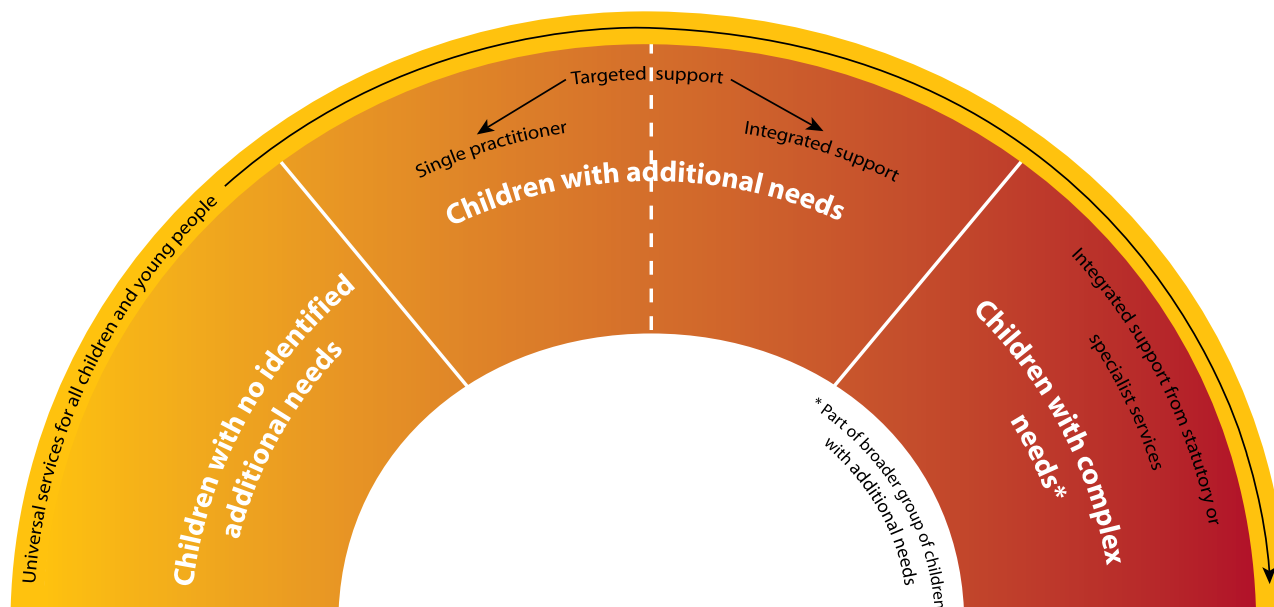 Universal services for all children and young people
Children with no identified
additional needs
Targeted support
Single practitioner
Integrated support
Children with additional needs
Children with complex
needs*
Integrated support from statutory or
specialist services
* Part of broader group of children
with additional needs